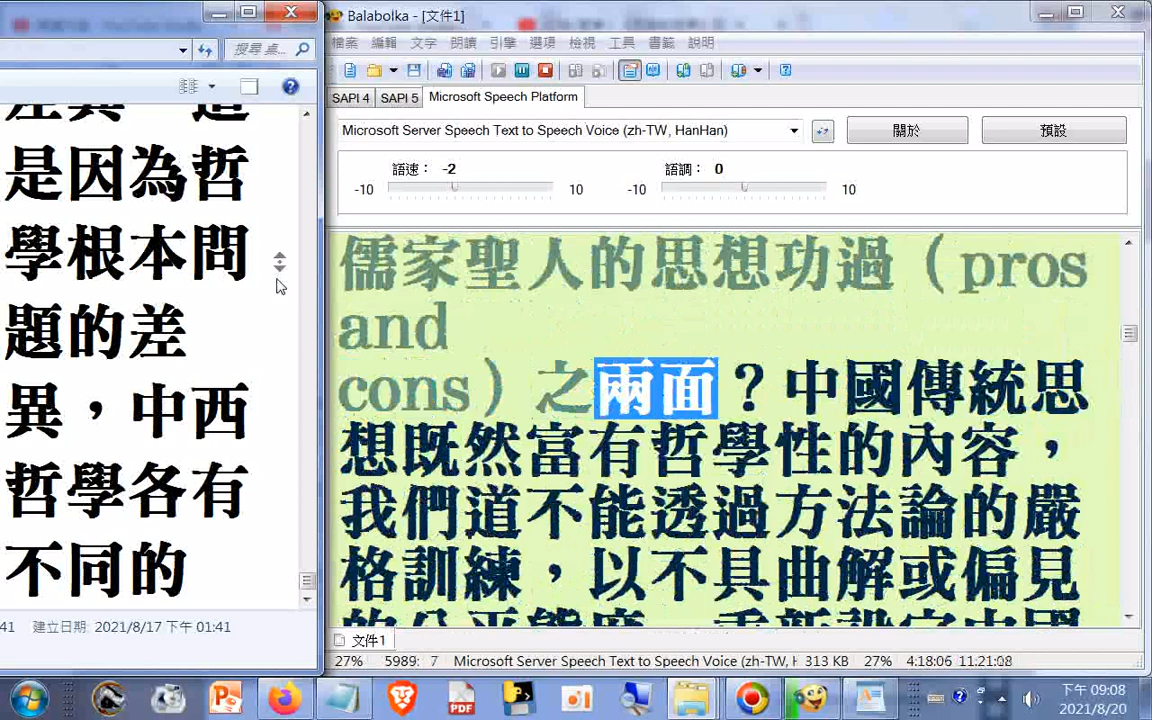 Balabolka - [文件1]
搜尋 桌...
檔案 編輯 文字 朗讀 引擎 選項 檢視 工具 書籤 說明
SAPI 4 SAPI 5 Microsoft Speech Platform
Microsoft Server Speech Text to Speech Voice (zh-TW, HanHan) 關於 預設
語速： -2 語調： 0
-10 10 -10 10
是因為哲
學根本問
題的差
異，中西
哲學各有
不同的
儒家聖人的思想功過（pros
and
cons）之兩面？中國傳統思
想既然富有哲學性的內容，
我們道不能透過方法論的嚴
格訓練，以不具曲解或偏見
41 建立日期: 2021/8/17 下午 01:41
文件1
27% 5989: 7 Microsoft Server Speech Text to Speech Voice (zh-TW, H 313 KB 27% 4:18:06 11:21:08
下午 09:08
2021/8/20